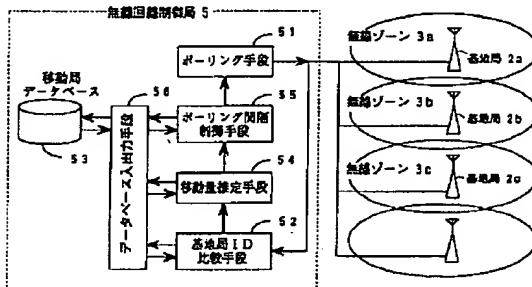 無線回線制御局 5
51
ポーリング手段
移動局
データベース
53
56
データベース入出力手段
55
ポーリング間隔
制御手段
54
移動量推定手段
52
基地局ID
比較手段
無線ゾーン 3a
基地局 2a
無線ゾーン 3b
基地局 2b
無線ゾーン 3c
基地局 2c